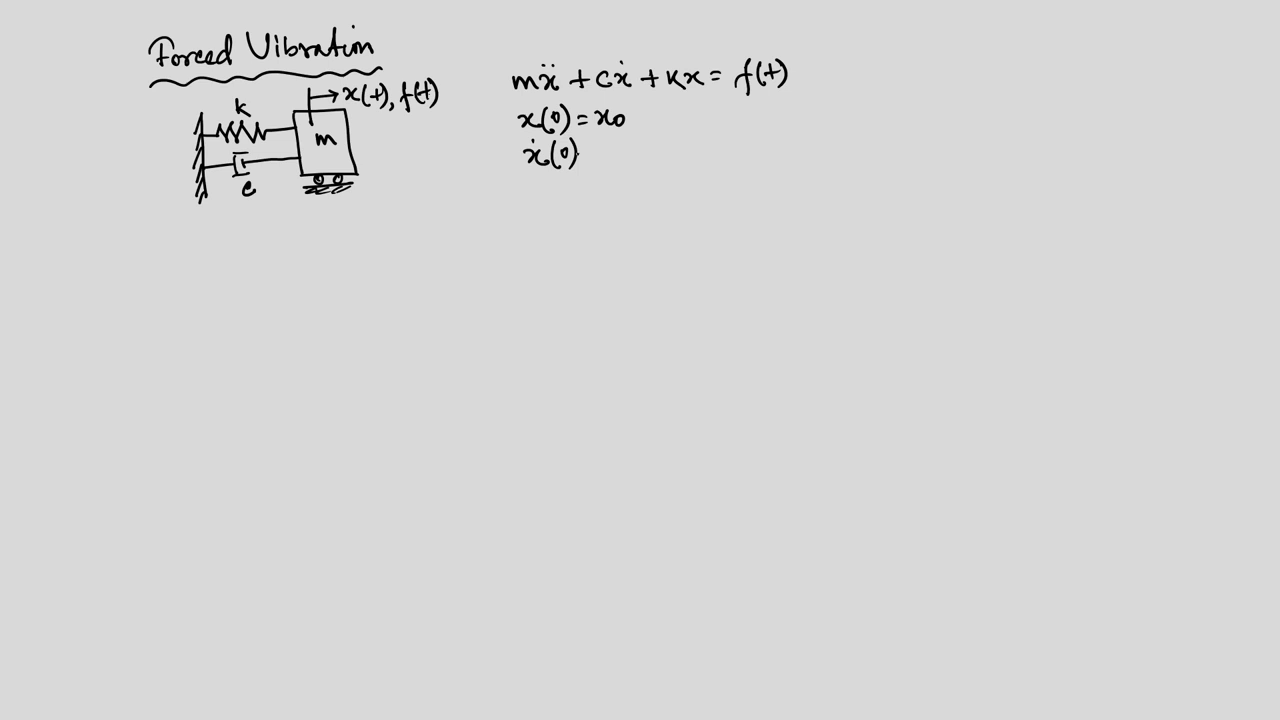 Forced Vibration
x(t), f(t)
k
m
c
mẍ + cẋ + kx = f(t)
x(0) = x₀
ẋ(0)